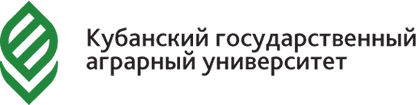 Кубанский государственный
аграрный университет